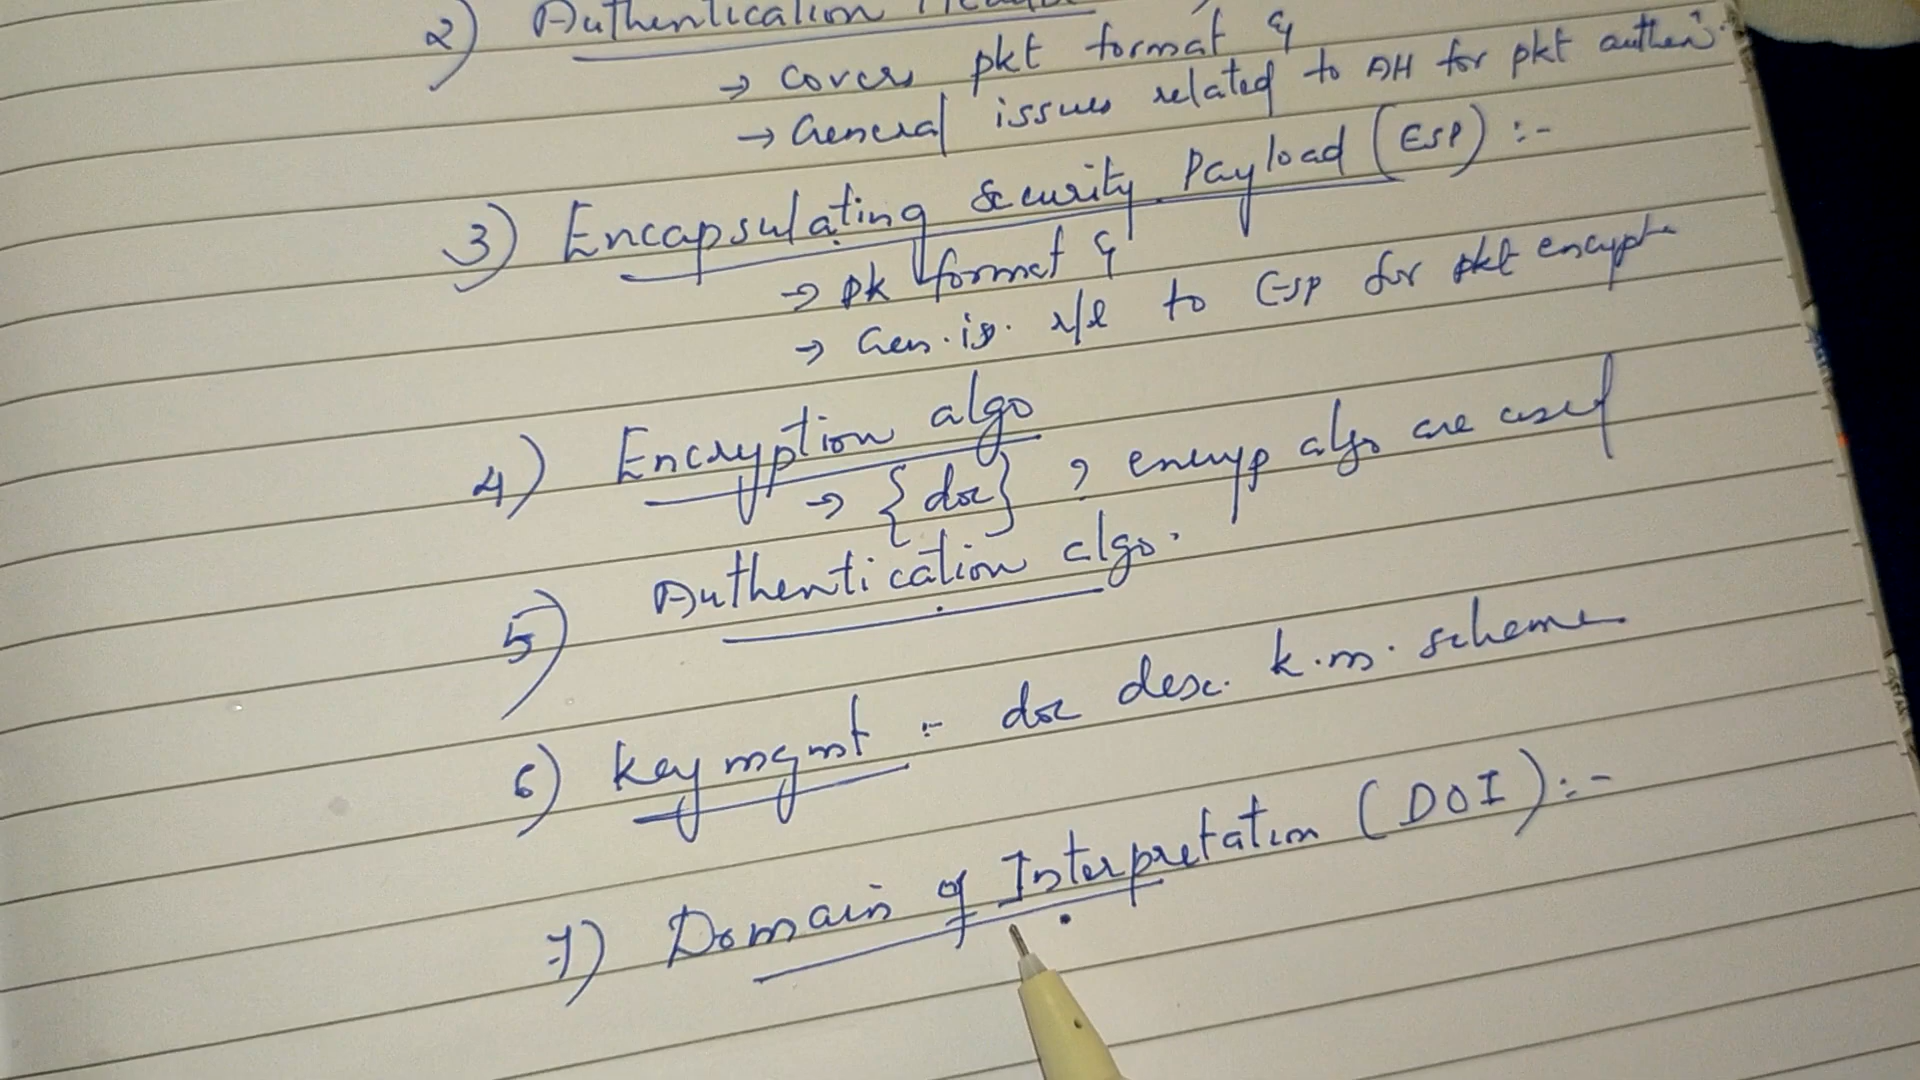 2) Authentication Header
→ covers pkt format &
→ General issues related to AH for pkt authen
3) Encapsulating Security Payload (ESP) :-
→ pk format &
→ Gen. is. r/l to ESP for pkt encypt
4) Encryption algo
→ {doc} , encryp algo are used
5) Authentication algo.
6) key mgmt :- doc desc. k.m. scheme
7) Domain of Interpretation (DOI) :-